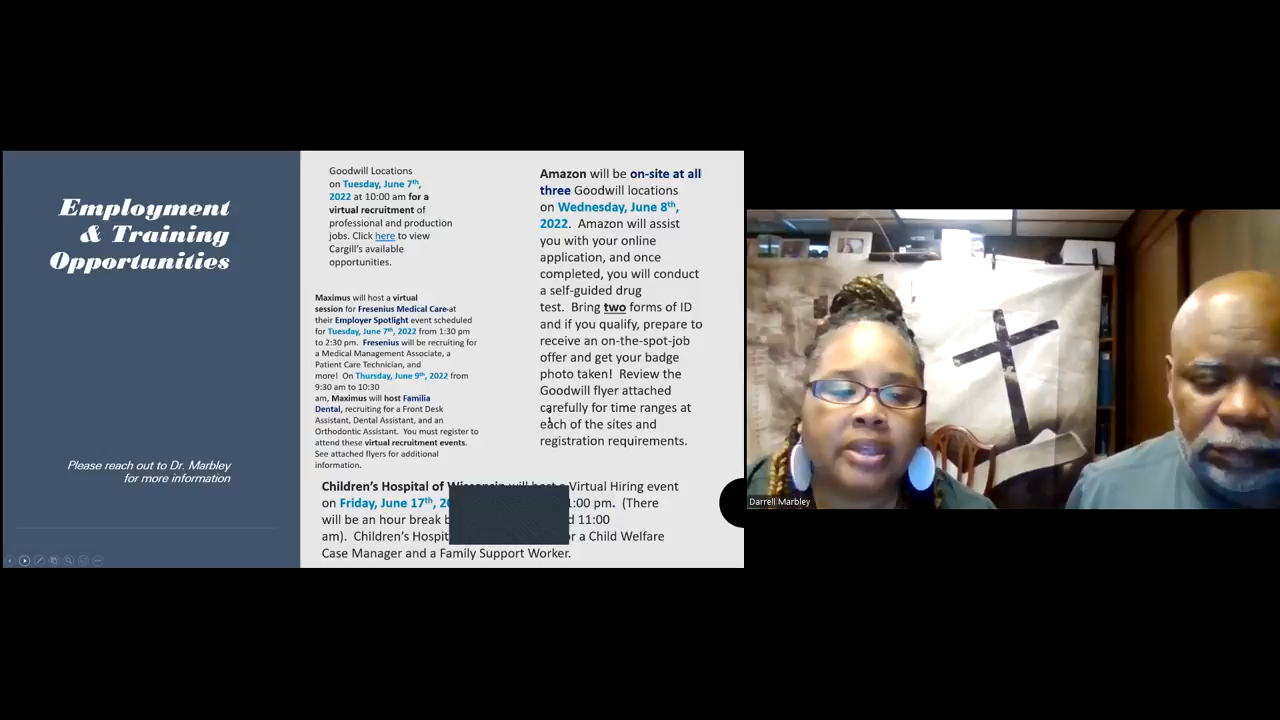 Employment
& Training
Opportunities
Please reach out to Dr. Marbley
for more information
Goodwill Locations
on Tuesday, June 7th,
2022 at 10:00 am for a
virtual recruitment of
professional and production
jobs. Click here to view
Cargill's available
opportunities.
Maximus will host a virtual
session for Fresenius Medical Care at
their Employer Spotlight event scheduled
for Tuesday, June 7th, 2022 from 1:30 pm
to 2:30 pm. Fresenius will be recruiting for
a Medical Management Associate, a
Patient Care Technician, and
more! On Thursday, June 9th, 2022 from
9:30 am to 10:30
am, Maximus will host Familia
Dental, recruiting for a Front Desk
Assistant, Dental Assistant, and an
Orthodontic Assistant. You must register to
attend these virtual recruitment events.
See attached flyers for additional
information.
Amazon will be on-site at all
three Goodwill locations
on Wednesday, June 8th,
2022. Amazon will assist
you with your online
application, and once
completed, you will conduct
a self-guided drug
test. Bring two forms of ID
and if you qualify, prepare to
receive an on-the-spot-job
offer and get your badge
photo taken! Review the
Goodwill flyer attached
carefully for time ranges at
each of the sites and
registration requirements.
Children's Hospital of Wisconsin will host a Virtual Hiring event
on Friday, June 17th, 1:00 pm. (There
will be an hour break 11:00
am). Children's for a Child Welfare
Case Manager and a Family Support Worker.
Darrell Marbley